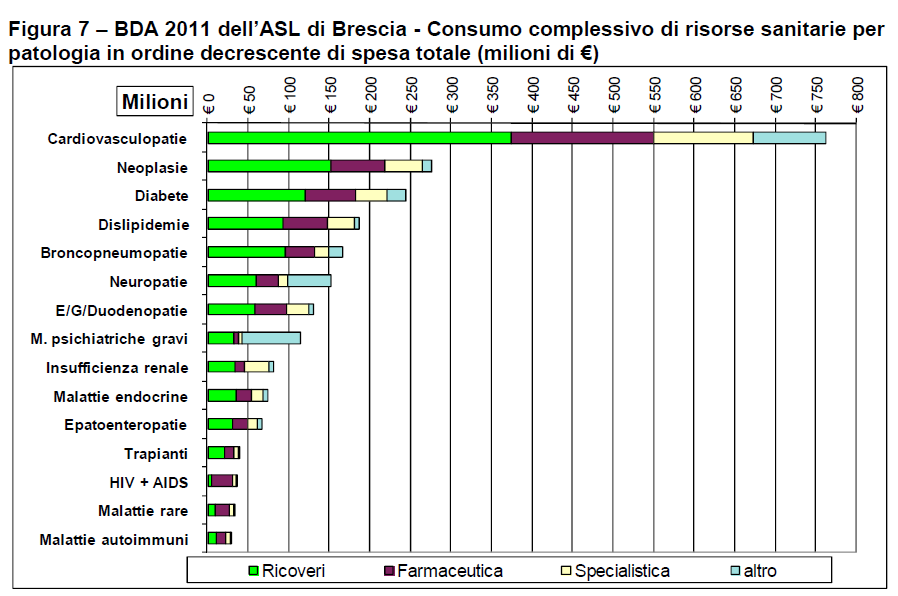 Figura 7 – BDA 2011 dell’ASL di Brescia - Consumo complessivo di risorse sanitarie per
patologia in ordine decrescente di spesa totale (milioni di €)
Milioni
€ 0
€ 50
€ 100
€ 150
€ 200
€ 250
€ 300
€ 350
€ 400
€ 450
€ 500
€ 550
€ 600
€ 650
€ 700
€ 750
€ 800
Cardiovasculopatie
Neoplasie
Diabete
Dislipidemie
Broncopneumopatie
Neuropatie
E/G/Duodenopatie
M. psichiatriche gravi
Insufficienza renale
Malattie endocrine
Epatoenteropatie
Trapianti
HIV + AIDS
Malattie rare
Malattie autoimmuni
Ricoveri Farmaceutica Specialistica altro